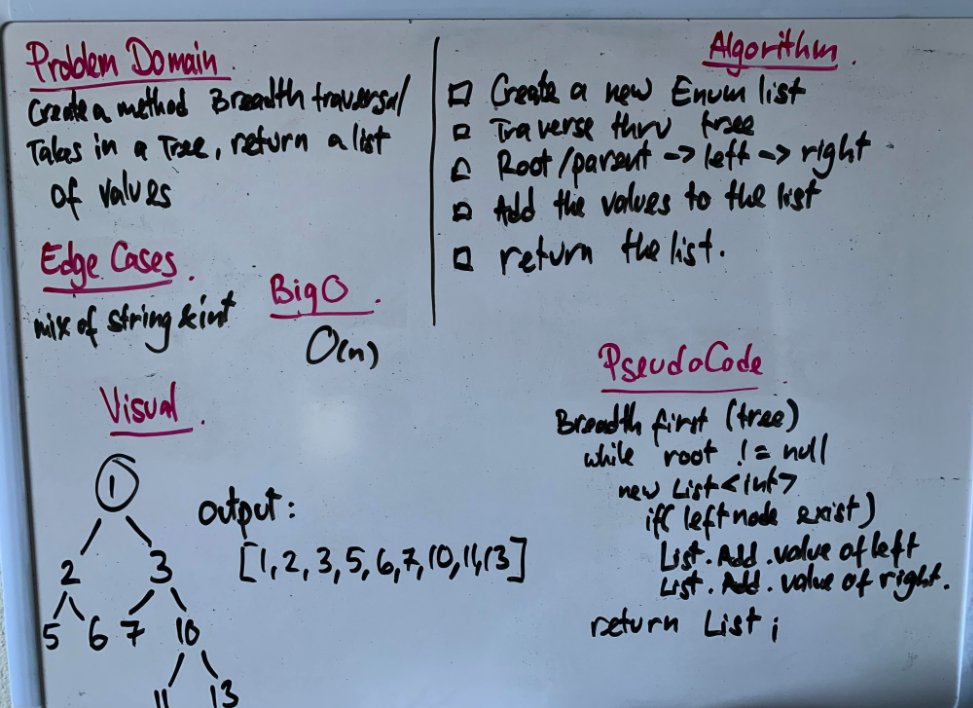 Problem Domain.
Create a method Breadth traversal
Takes in a Tree, return a list
of values
Edge Cases.
mix of string & int
Big O.
O(n)
Visual.
1
2 3
5 6 7 10
11 13
output:
[1, 2, 3, 5, 6, 7, 10, 11, 13]
Algorithm.
Create a new Enum list
Traverse thru tree
Root/parent -> left -> right
Add the values to the list
return the list.
PseudoCode
Breadth first (tree)
while root != null
new List<int>
if( left node exist)
List.Add.value of left
List.Add.value of right.
return List;